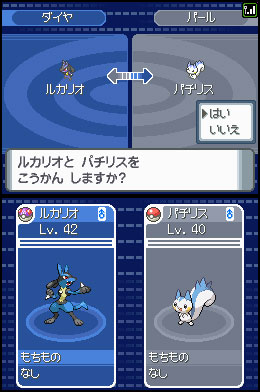 ダイヤ
パール
ルカリオ
パチリス
はい
いいえ
ルカリオと パチリスを
こうかん しますか?
ルカリオ
Lv. 42
もちもの
なし
パチリス
Lv. 40
もちもの
なし